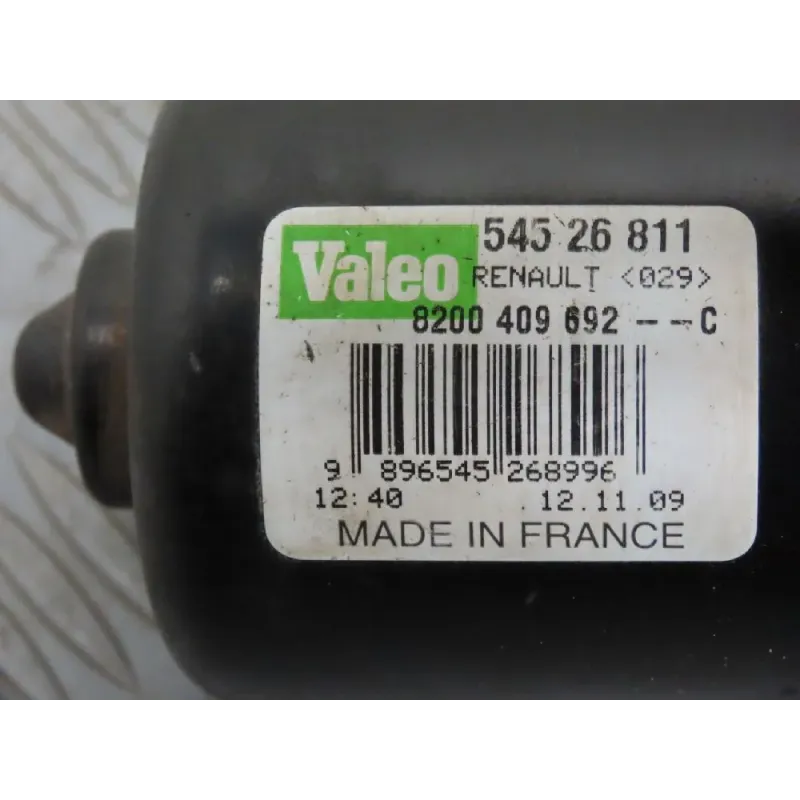 Valeo
545 26 811
RENAULT <029>
8200 409 692 --C
9 896545 268996
12:40 12.11.09
MADE IN FRANCE